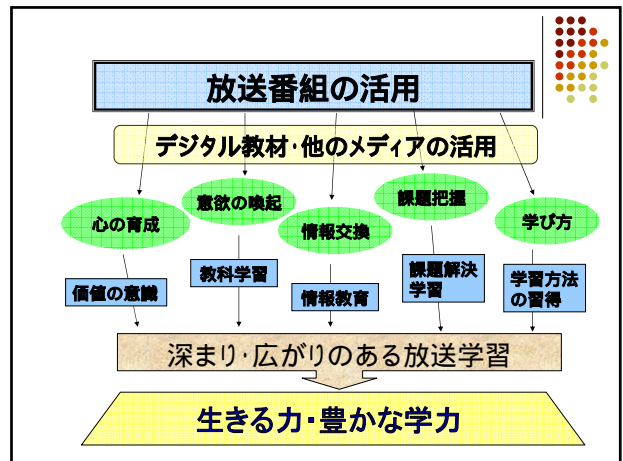 放送番組の活用
デジタル教材・他のメディアの活用
心の育成
意欲の喚起
情報交換
課題把握
学び方
価値の意識
教科学習
情報教育
課題解決
学習
学習方法
の習得
深まり・広がりのある放送学習
生きる力・豊かな学力